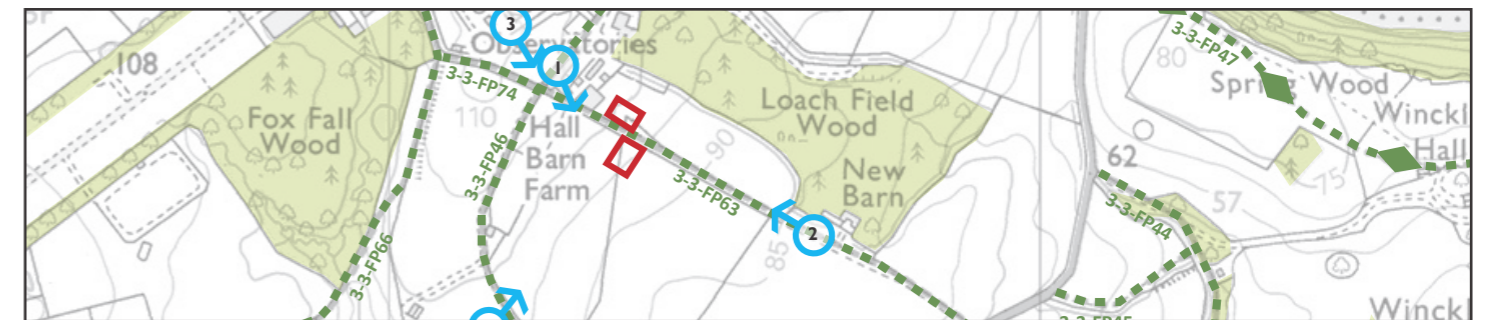 3
Observatories
1
108
3-3-FP74
3-3-FP47
80
Spring Wood
Loach Field
Wood
Fox Fall
Wood
110
Hall
Barn
Farm
90
3-3-FP46
62
Hall
New
Barn
3-3-FP63
75
57
3-3-FP44
2
85
3-3-FP66